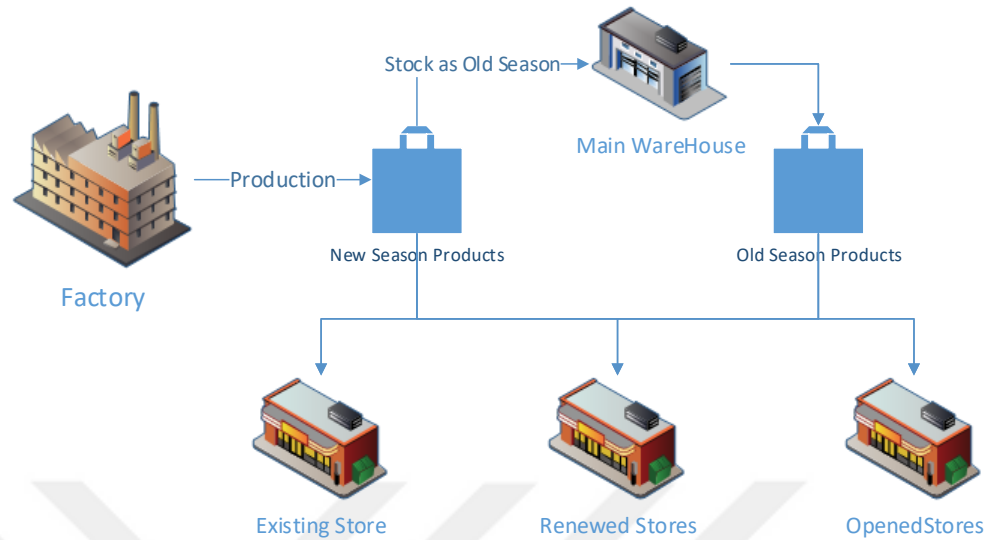 Stock as Old Season
Main WareHouse
Production
New Season Products
Old Season Products
Factory
Existing Store
Renewed Stores
OpenedStores